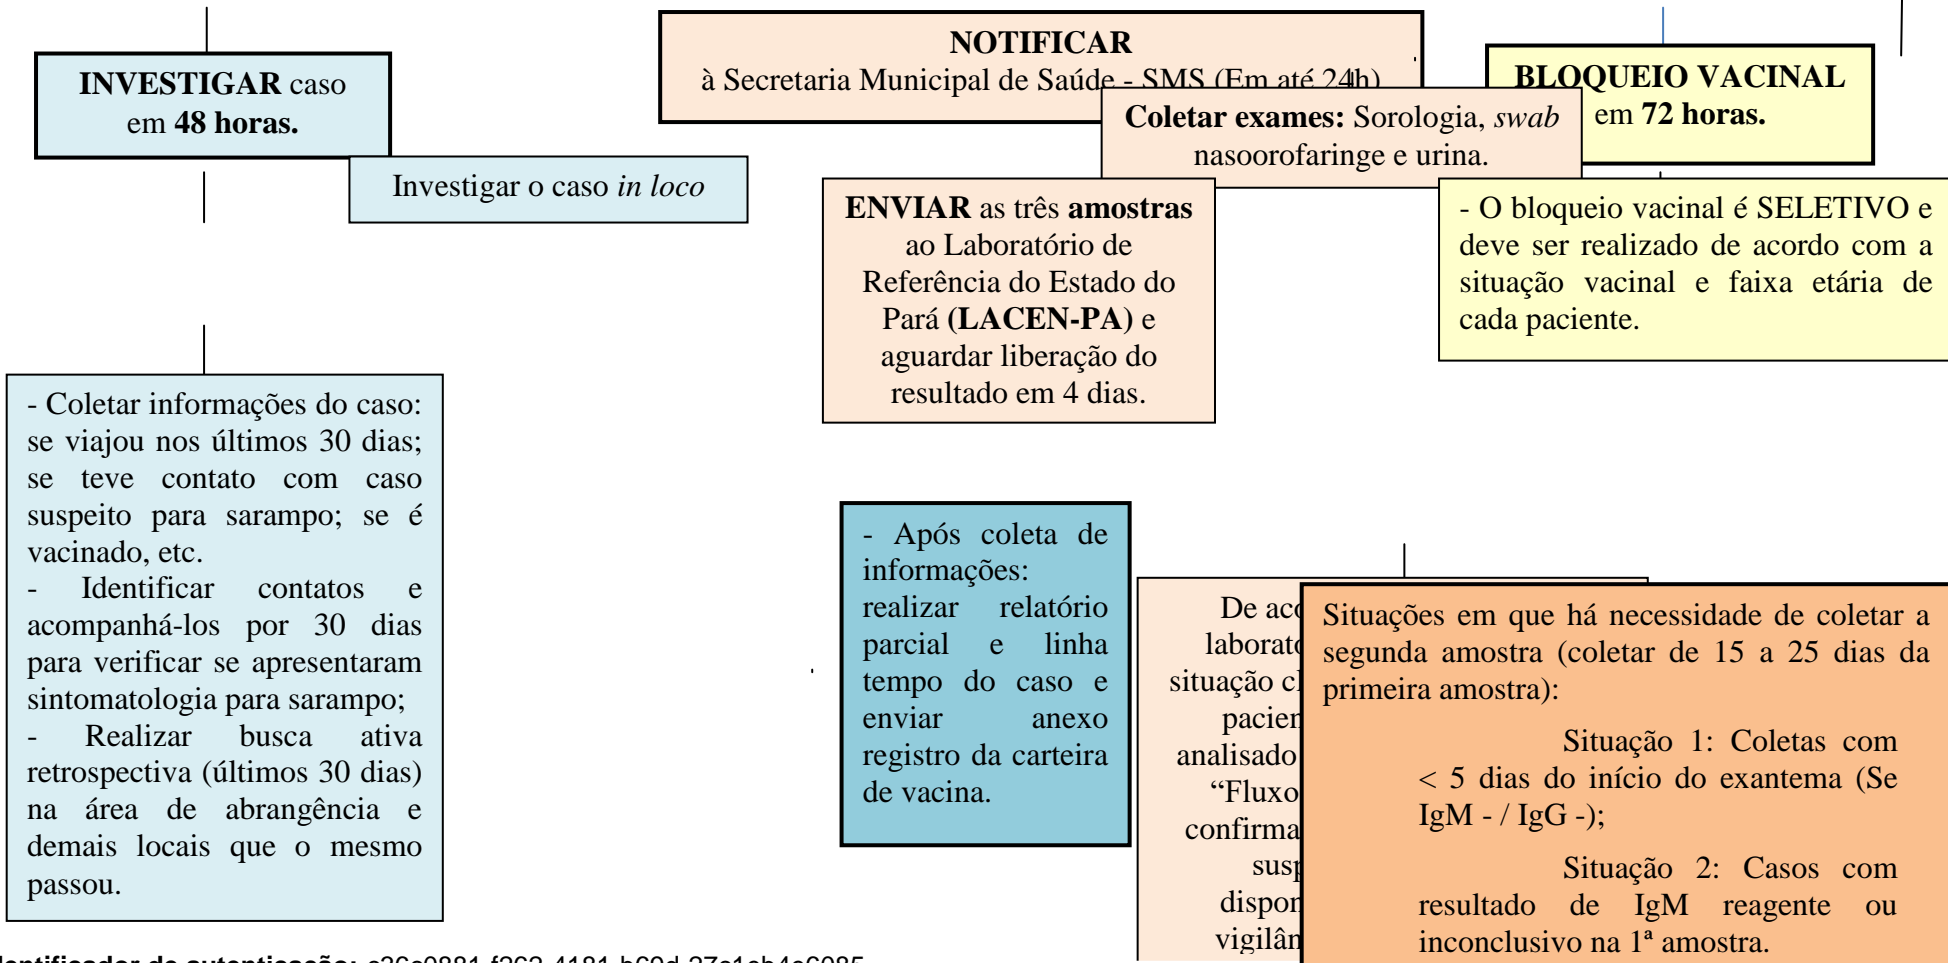 INVESTIGAR caso
em 48 horas.
Investigar o caso in loco
- Coletar informações do caso:
se viajou nos últimos 30 dias;
se teve contato com caso
suspeito para sarampo; se é
vacinado, etc.
- Identificar contatos e
acompanhá-los por 30 dias
para verificar se apresentaram
sintomatologia para sarampo;
- Realizar busca ativa
retrospectiva (últimos 30 dias)
na área de abrangência e
demais locais que o mesmo
passou.
NOTIFICAR
à Secretaria Municipal de Saúde - SMS (Em até 24h)
Coletar exames: Sorologia, swab
nasoorofaringe e urina.
ENVIAR as três amostras
ao Laboratório de
Referência do Estado do
Pará (LACEN-PA) e
aguardar liberação do
resultado em 4 dias.
- Após coleta de
informações:
realizar relatório
parcial e linha
tempo do caso e
enviar anexo
registro da carteira
de vacina.
De
analisado
“Fluxo
BLOQUEIO VACINAL
em 72 horas.
- O bloqueio vacinal é SELETIVO e
deve ser realizado de acordo com a
situação vacinal e faixa etária de
cada paciente.
Situações em que há necessidade de coletar a
segunda amostra (coletar de 15 a 25 dias da
primeira amostra):
Situação 1: Coletas com
< 5 dias do início do exantema (Se
IgM - / IgG -);
Situação 2: Casos com
resultado de IgM reagente ou
inconclusivo na 1ª amostra.